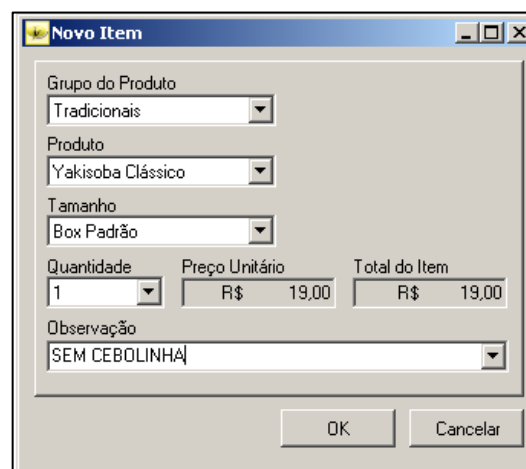 Novo Item
Grupo do Produto
Tradicionais
Produto
Yakisoba Clássico
Tamanho
Box Padrão
Quantidade Preço Unitário Total do Item
1 R$ 19,00 R$ 19,00
Observação
SEM CEBOLINHA
OK Cancelar